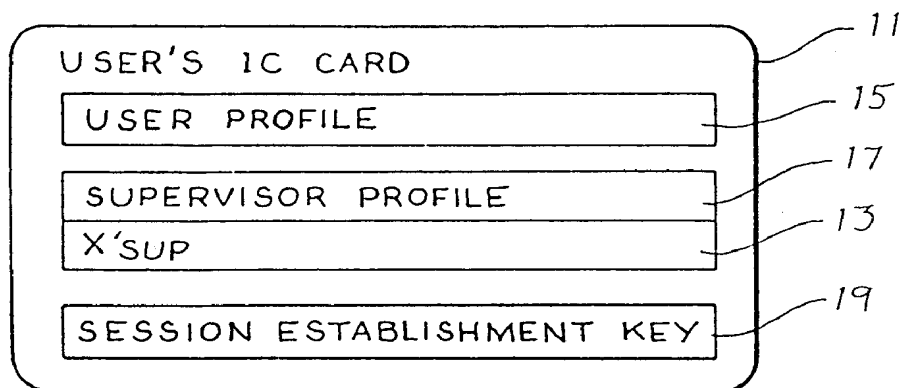 USER'S IC CARD
11
USER PROFILE
15
SUPERVISOR PROFILE
17
X'SUP
13
SESSION ESTABLISHMENT KEY
19